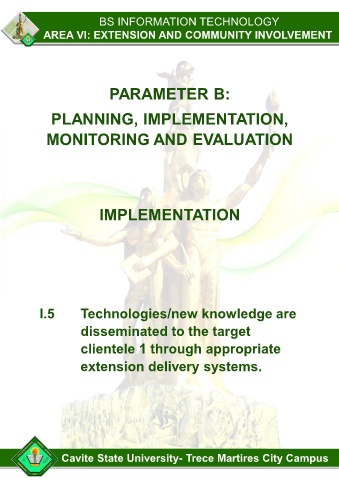 BS INFORMATION TECHNOLOGY
AREA VI: EXTENSION AND COMMUNITY INVOLVEMENT
PARAMETER B:
PLANNING, IMPLEMENTATION,
MONITORING AND EVALUATION
IMPLEMENTATION
I.5 Technologies/new knowledge are
disseminated to the target
clientele 1 through appropriate
extension delivery systems.
Cavite State University- Trece Martires City Campus